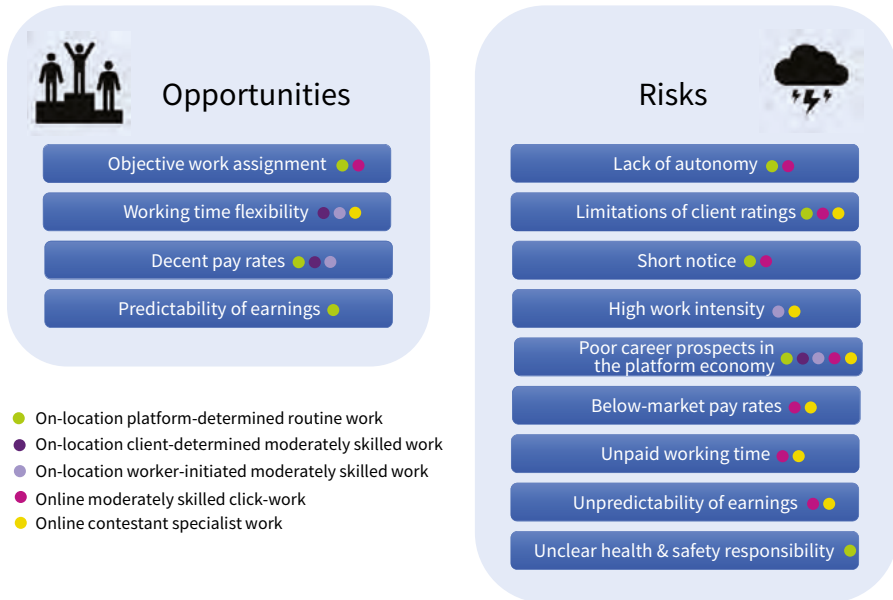 Opportunities
Objective work assignment
Working time flexibility
Decent pay rates
Predictability of earnings
On-location platform-determined routine work
On-location client-determined moderately skilled work
On-location worker-initiated moderately skilled work
Online moderately skilled click-work
Online contestant specialist work
Risks
Lack of autonomy
Limitations of client ratings
Short notice
High work intensity
Poor career prospects in
the platform economy
Below-market pay rates
Unpaid working time
Unpredictability of earnings
Unclear health & safety responsibility